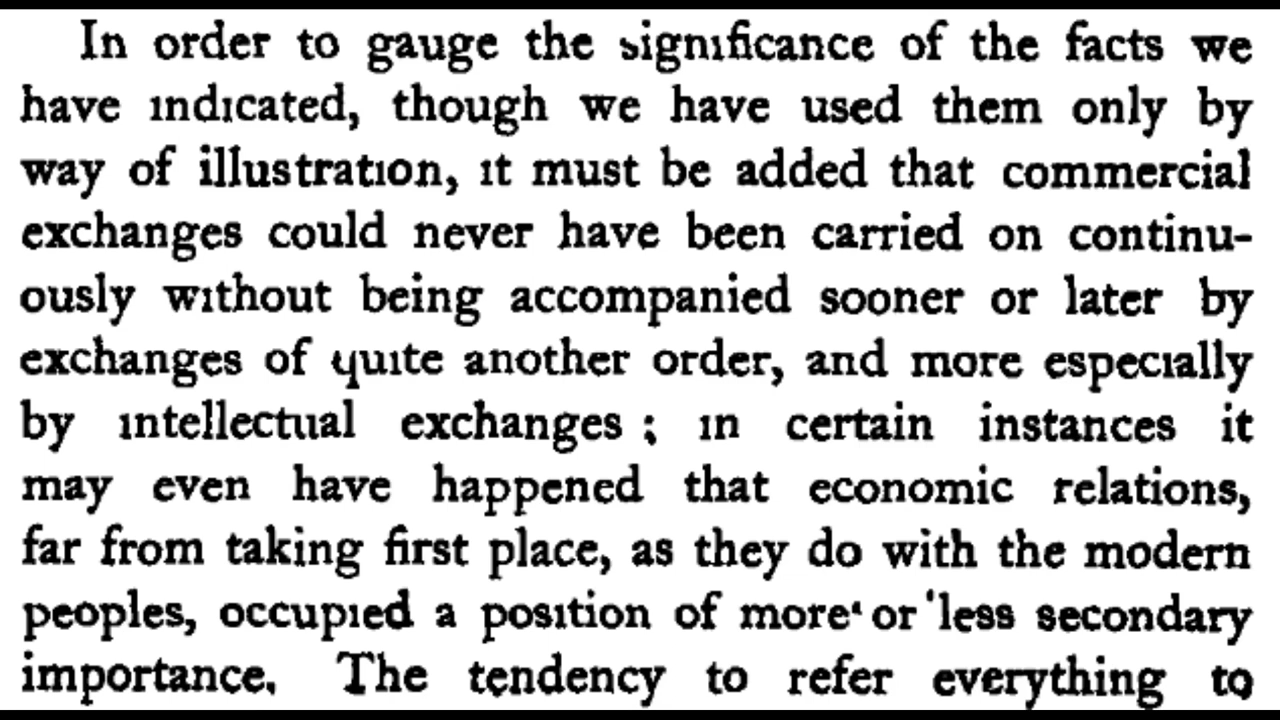 In order to gauge the significance of the facts we
have indicated, though we have used them only by
way of illustration, it must be added that commercial
exchanges could never have been carried on continu-
ously without being accompanied sooner or later by
exchanges of quite another order, and more especially
by intellectual exchanges ; in certain instances it
may even have happened that economic relations,
far from taking first place, as they do with the modern
peoples, occupied a position of more or less secondary
importance. The tendency to refer everything to